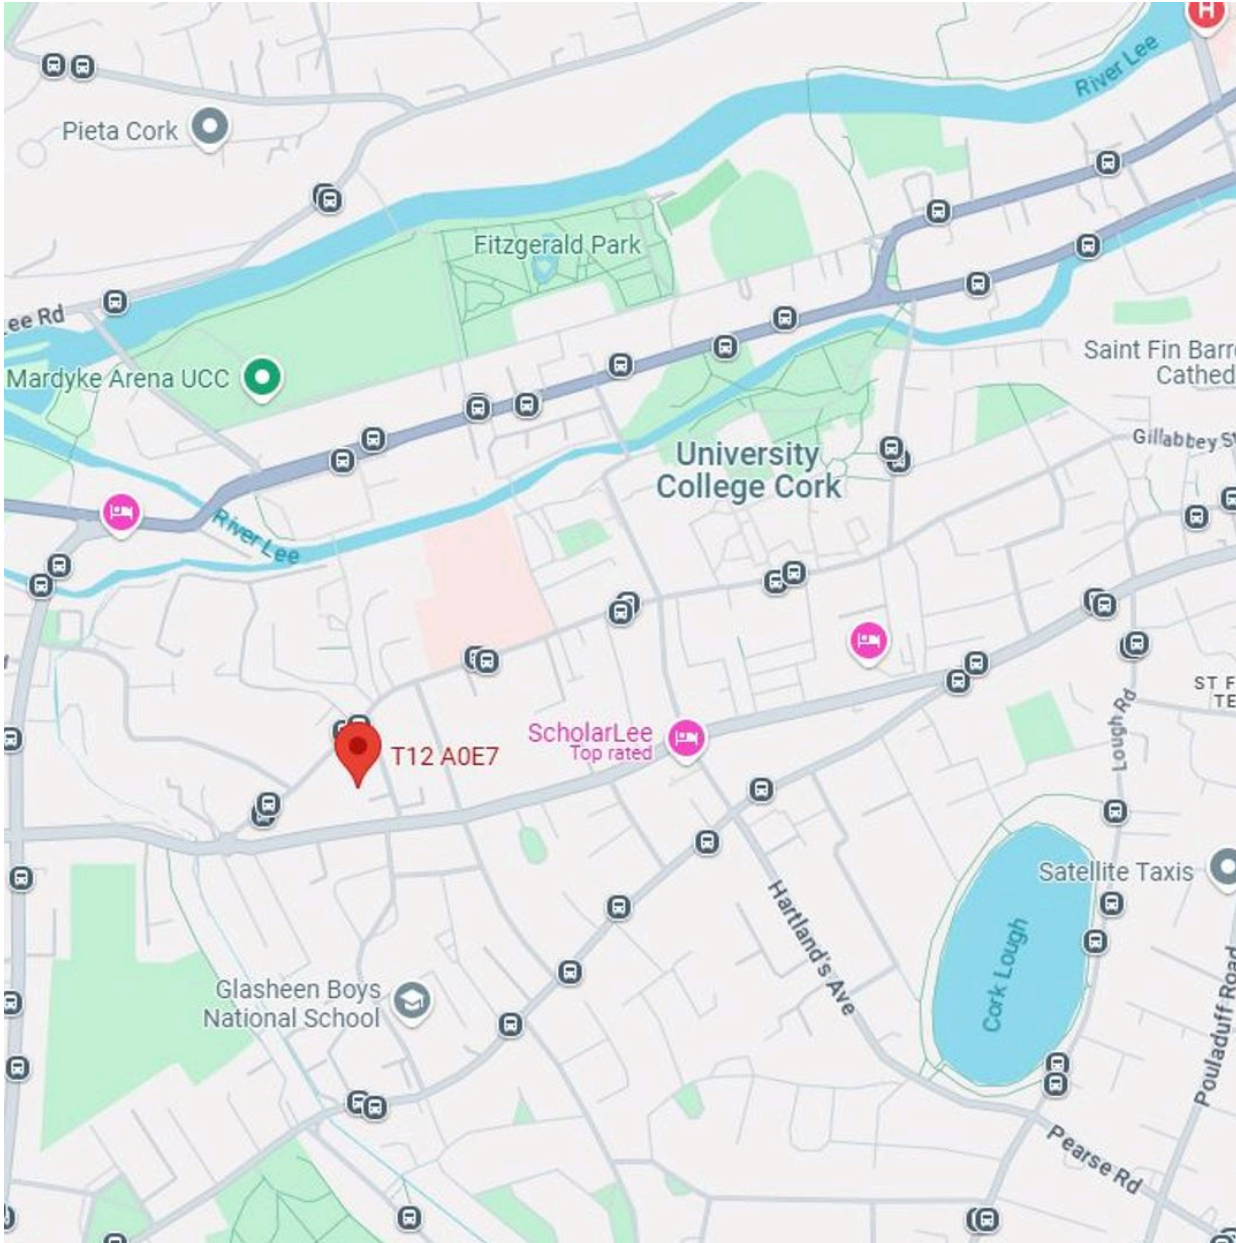 H
River Lee
Pieta Cork
Fitzgerald Park
ee Rd
Mardyke Arena UCC
Saint Fin Barr
Cathed
Gillabbey S
University
College Cork
River Lee
ST F
TE
Lough Rd
ScholarLee
Top rated
T12 A0E7
Satellite Taxis
Hartland's Ave
Cork Lough
Glasheen Boys
National School
Pouladuff Road
Pearse Rd